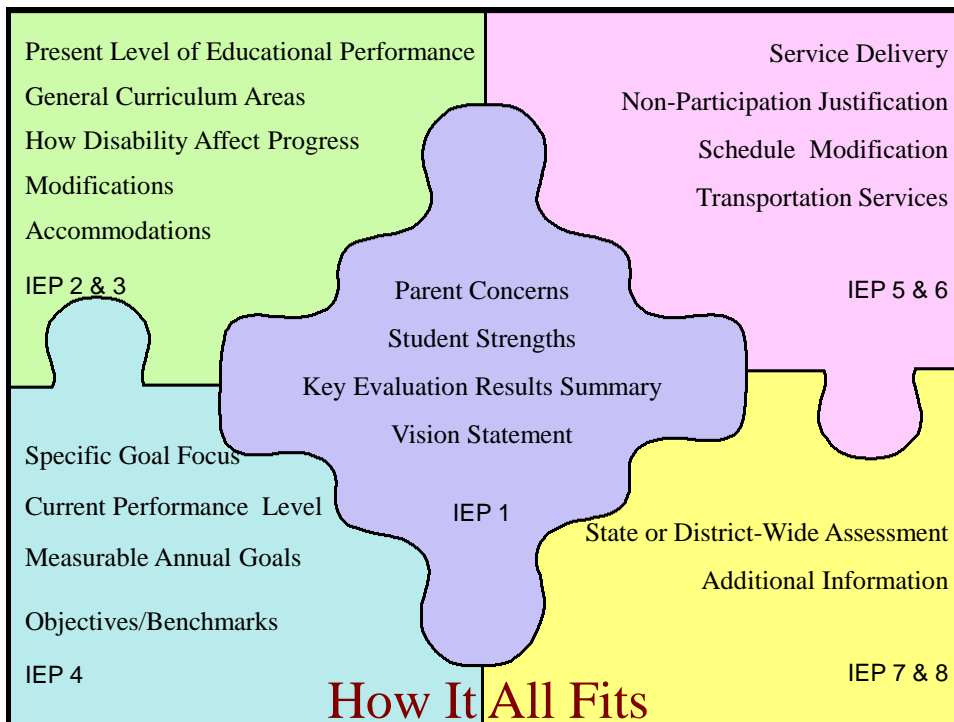 Present Level of Educational Performance
General Curriculum Areas
How Disability Affect Progress
Modifications
Accommodations
IEP 2 & 3
Service Delivery
Non-Participation Justification
Schedule Modification
Transportation Services
IEP 5 & 6
Parent Concerns
Student Strengths
Key Evaluation Results Summary
Vision Statement
IEP 1
Specific Goal Focus
Current Performance Level
Measurable Annual Goals
Objectives/Benchmarks
IEP 4
State or District-Wide Assessment
Additional Information
IEP 7 & 8
How It All Fits